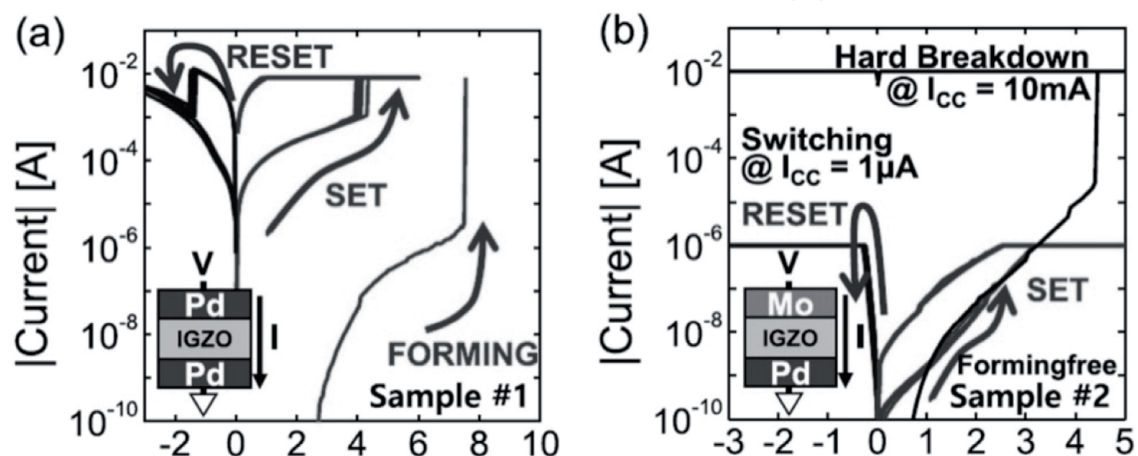 (a)
|Current| [A]
10-2
10-4
10-6
10-8
10-10
RESET
SET
FORMING
V
Pd
IGZO
Pd
I
Sample #1
-2 0 2 4 6 8 10
(b)
|Current| [A]
10-2
10-4
10-6
10-8
10-10
Hard Breakdown
@ ICC = 10mA
Switching
@ ICC = 1µA
RESET
SET
V
Mo
IGZO
Pd
I
Formingfree
Sample #2
-3 -2 -1 0 1 2 3 4 5